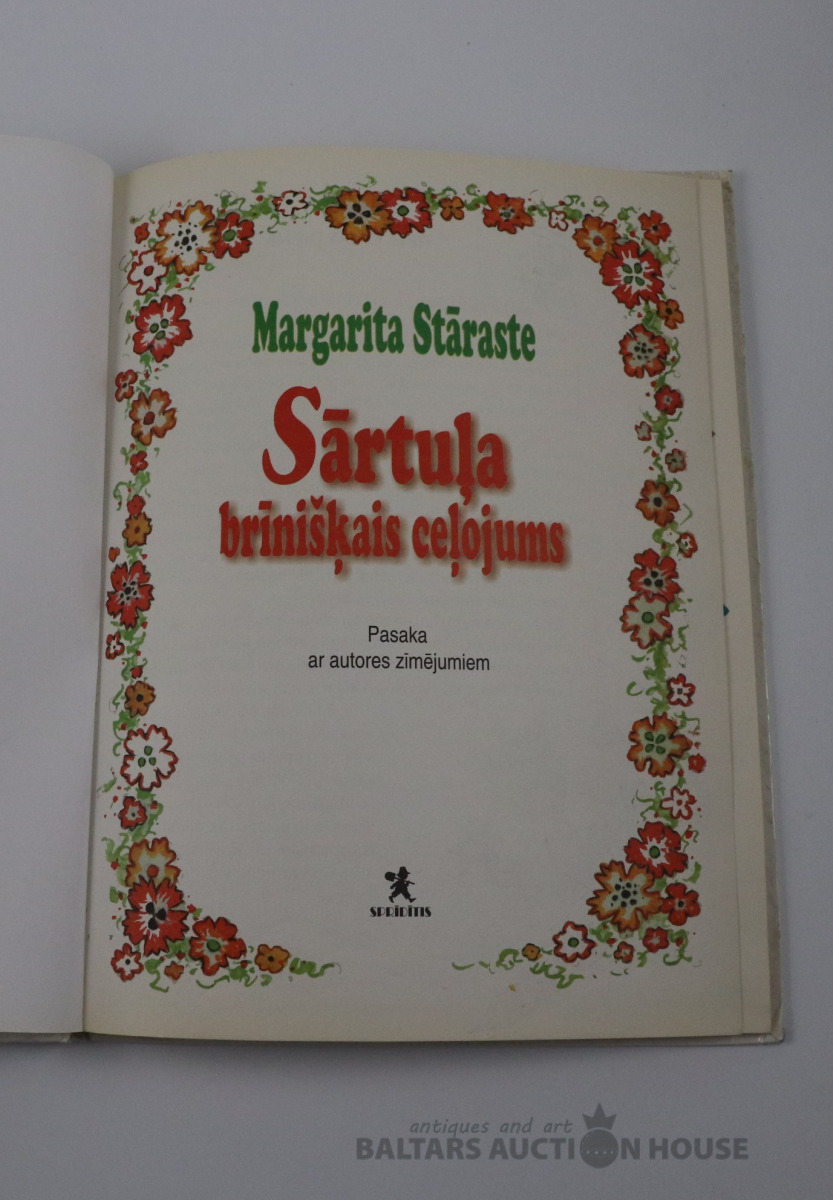 Margarita Stāraste
Sārtuļa
brīnišķais ceļojums
Pasaka
ar autores zīmējumiem
SPRĪDĪTIS
antiques and art
BALTARS AUCTION HOUSE